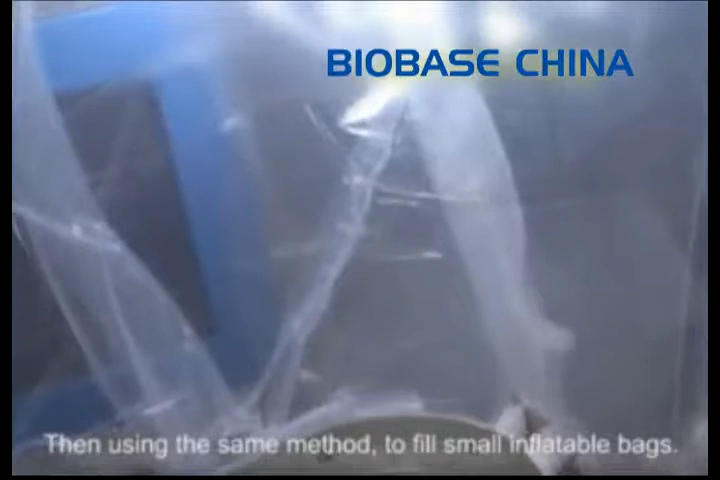 BIOBASE CHINA
Then using the same method, to fill small inflatable bags.